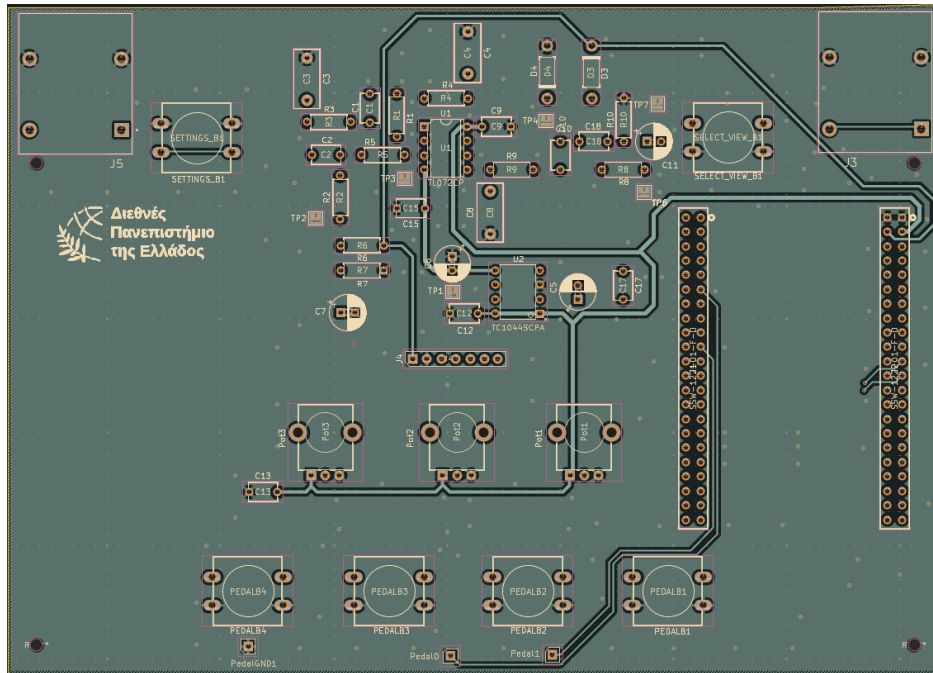 C4
C4
C3
C3
D4
D4
D3
D3
R4
R4
C1
C1
R1
R1
R3
R3
U1
U1
C9
C9
TP7
TP4
C10
C18
C18
R10
R10
C11
SETTINGS_B1
SETTINGS_B1
SELECT_VIEW_B1
SELECT_VIEW_B1
J5
J3
C2
C2
R5
R5
TP3
TL072CP
R9
R9
R8
R8
TP6
R2
R2
TP2
C15
C15
C8
C8
Διεθνές
Πανεπιστήμιο
της Ελλάδος
R6
R6
R7
R7
TP1
U2
C5
C17
C17
C7
C12
C12
TC1044SCPA
J4
Pot3
Pot3
Pot2
Pot2
Pot1
Pot1
C13
C13
PEDALB4
PEDALB4
PEDALB3
PEDALB3
PEDALB2
PEDALB2
PEDALB1
PEDALB1
PedalGND1
Pedal0
Pedal1